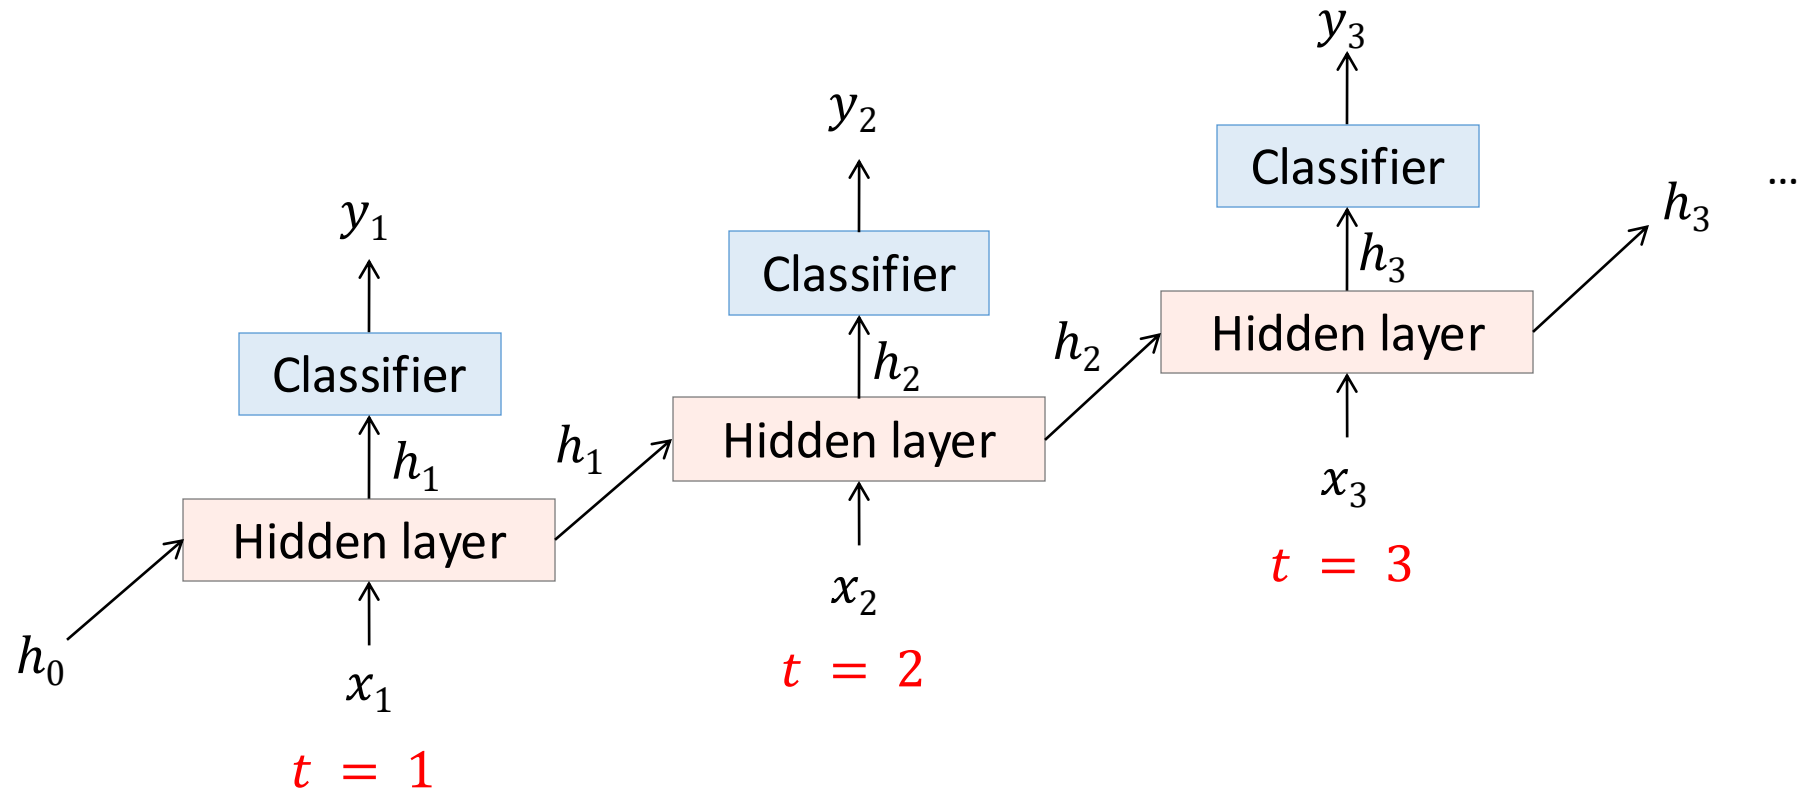 y₃
y₂
Classifier
...
h₃
y₁
h₃
Classifier
Hidden layer
h₂
h₂
Classifier
Hidden layer
x₃
h₁
h₁
t = 3
Hidden layer
x₂
h₀
t = 2
x₁
t = 1